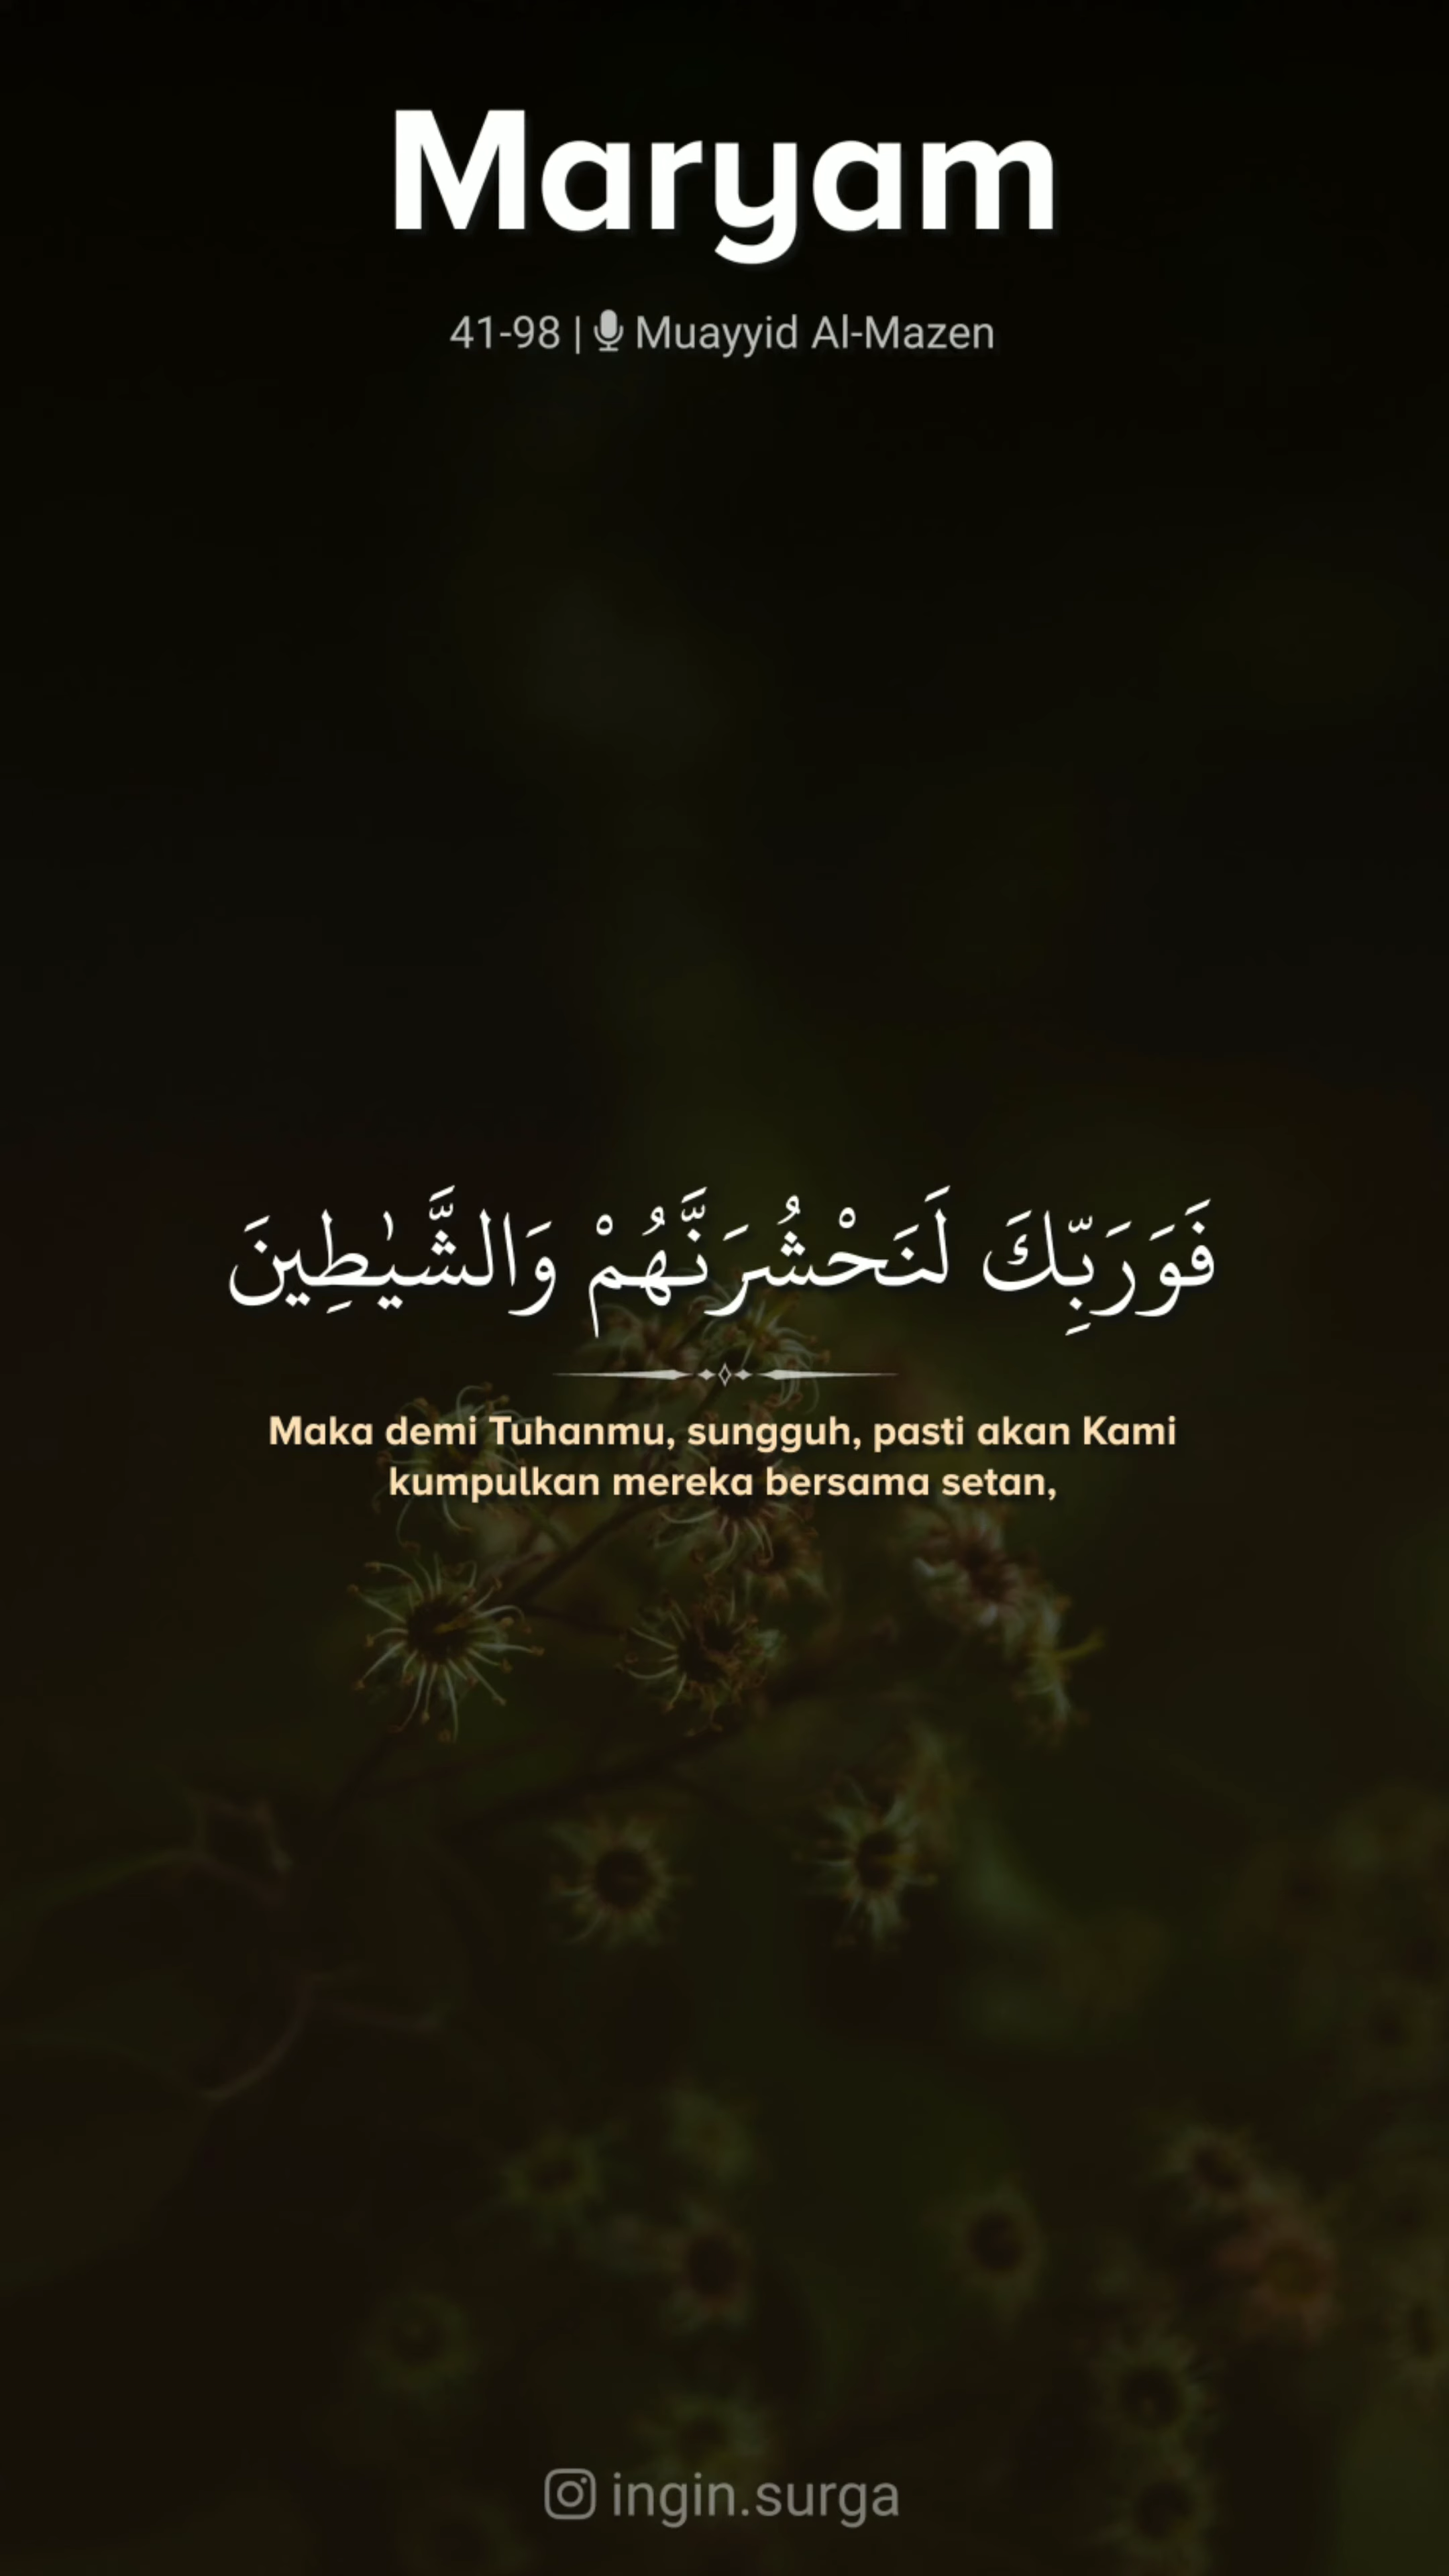 Maryam
41-98 | Muayyid Al-Mazen
فَوَرَبِّكَ لَنَحْشُرَنَّهُمْ وَالشَّيٰطِينَ
Maka demi Tuhanmu, sungguh, pasti akan Kami
kumpulkan mereka bersama setan,
ingin.surga